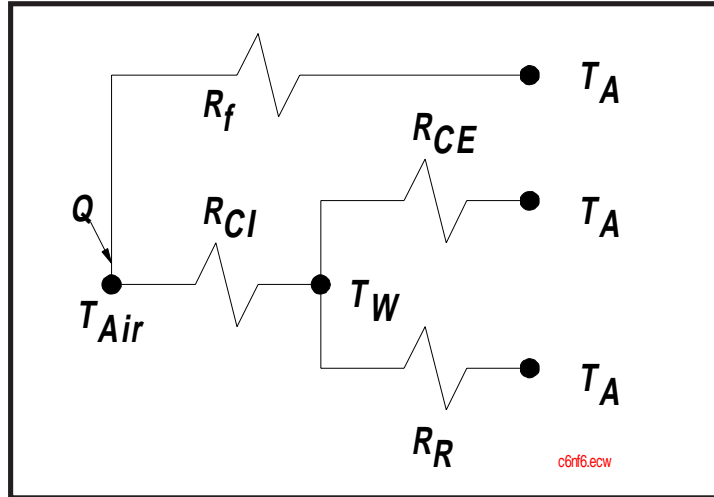 R_f
T_A
R_CE
Q
R_CI
T_A
T_Air
T_W
T_A
R_R
c6nf6.ecw